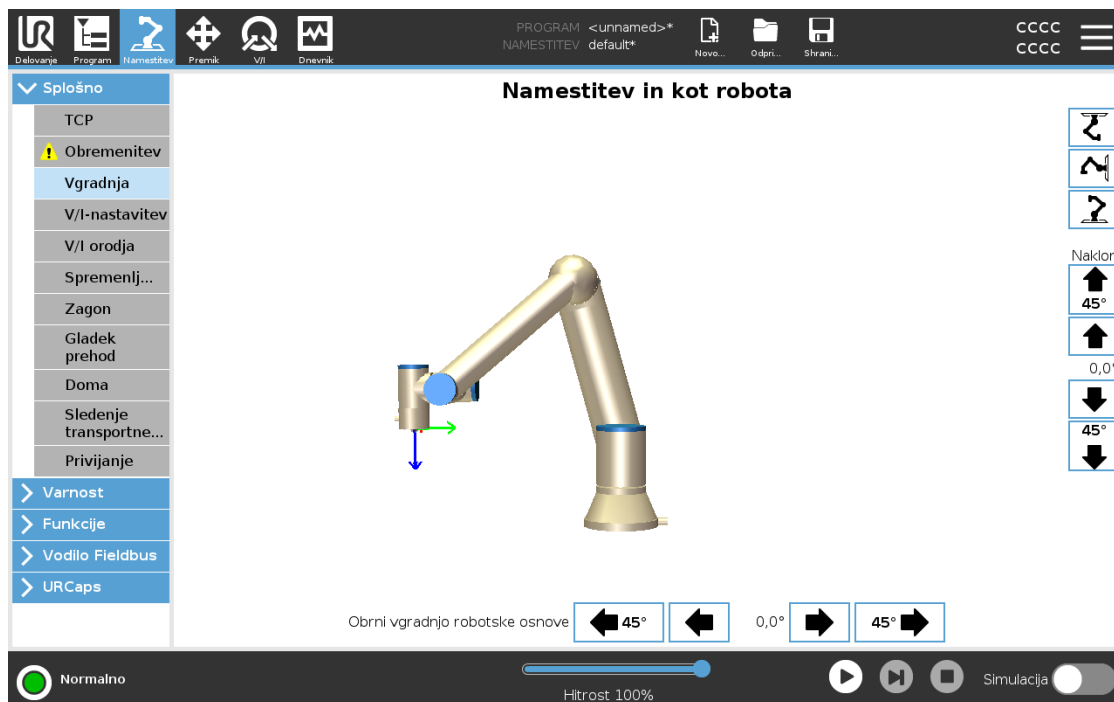 PROGRAM <unnamed>*
NAMESTITEV default*
cccc
cccc
Delovanje
Program
Namestitev
Premik
V/I
Dnevnik
Novo...
Odpri...
Shrani...
Splošno
TCP
Obremenitev
Vgradnja
V/I-nastavitev
V/I orodja
Spremenlj...
Zagon
Gladek
prehod
Doma
Sledenje
transportne...
Privijanje
Varnost
Funkcije
Vodilo Fieldbus
URCaps
Namestitev in kot robota
Naklon
45°
0,0°
45°
Obrni vgradnjo robotske osnove 45° 0,0° 45°
Normalno
Hitrost 100%
Simulacija